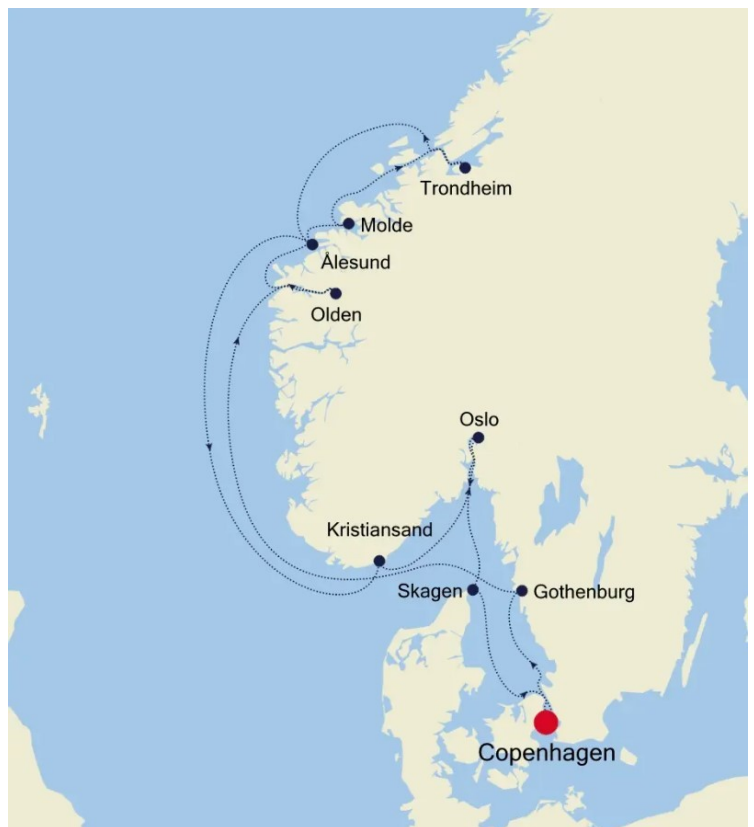 Trondheim
Molde
Ålesund
Olden
Oslo
Kristiansand
Skagen
Gothenburg
Copenhagen